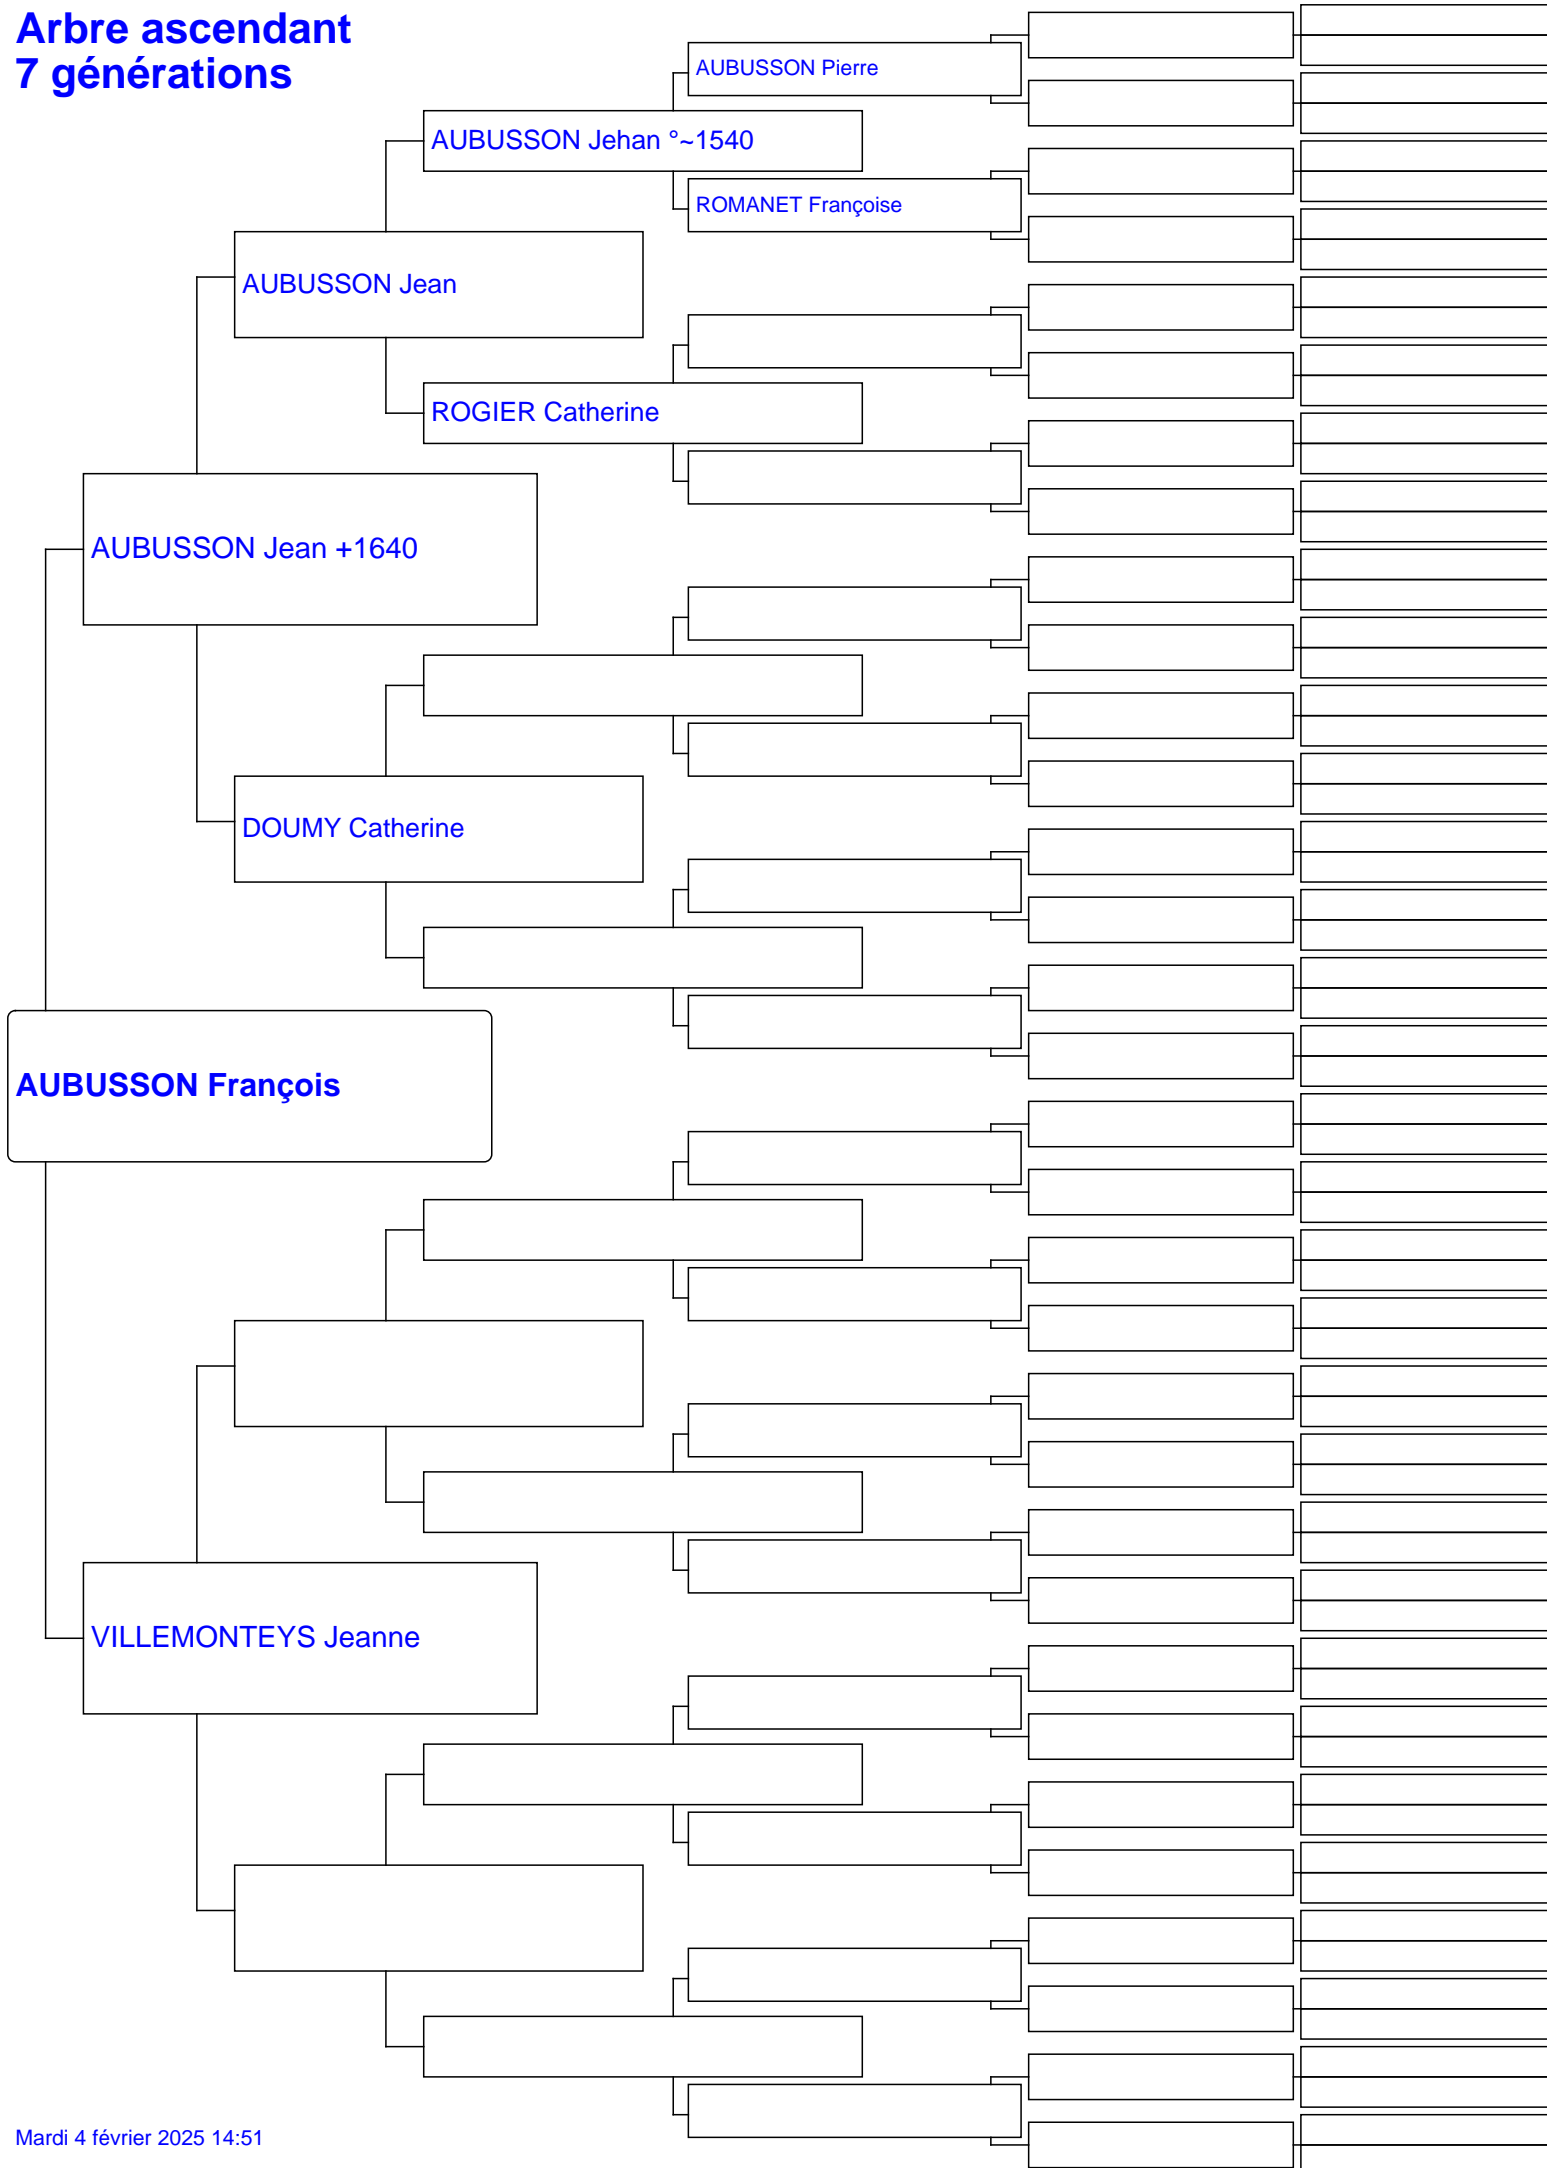 Arbre ascendant
7 générations
AUBUSSON Pierre
AUBUSSON Jehan °~1540
ROMANET Françoise
AUBUSSON Jean
ROGIER Catherine
AUBUSSON Jean +1640
DOUMY Catherine
AUBUSSON François
VILLEMONTEYS Jeanne
Mardi 4 février 2025 14:51